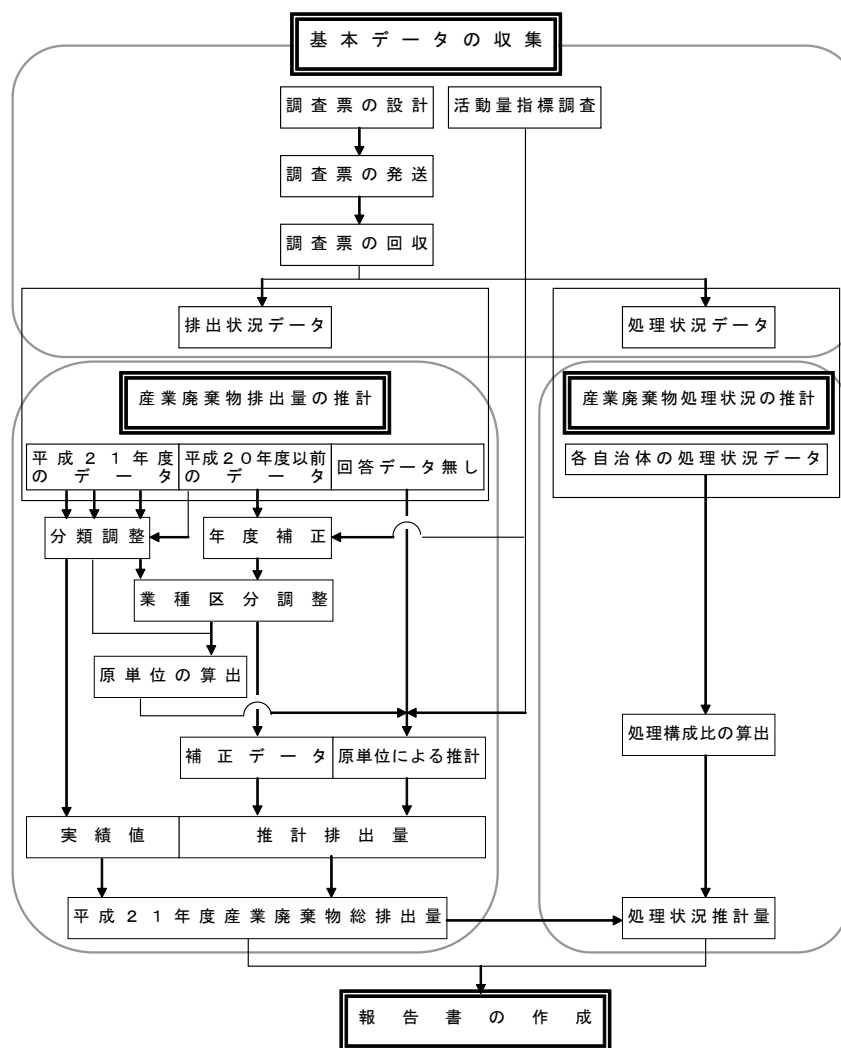 基本データの収集
調査票の設計
活動量指標調査
調査票の発送
調査票の回収
排出状況データ
処理状況データ
産業廃棄物排出量の推計
産業廃棄物処理状況の推計
平成２１年度
のデータ
平成２０年度以前
のデータ
回答データ無し
各自治体の処理状況データ
分類調整
年度補正
業種区分調整
原単位の算出
処理構成比の算出
補正データ
原単位による推計
実績値
推計排出量
平成２１年度産業廃棄物総排出量
処理状況推計量
報告書の作成